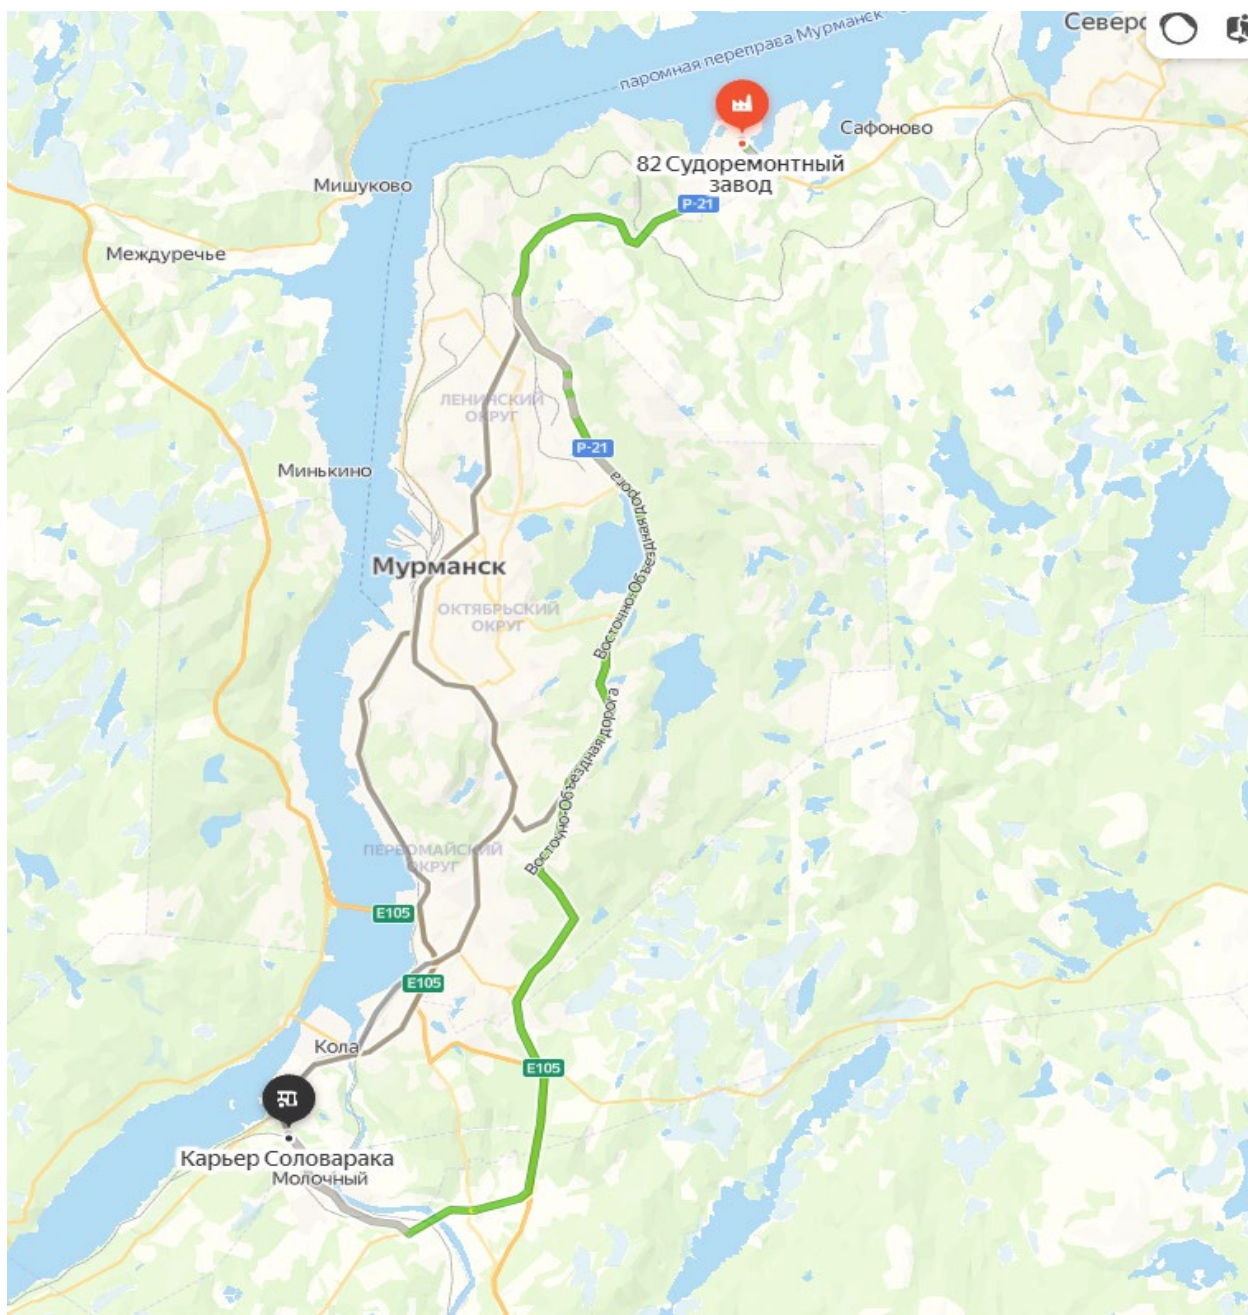 Север
паромная переправа Мурманск
Сафоново
82 Судоремонтный
завод
Р-21
Мишуково
Междуречье
ЛЕНИНСКИЙ
ОКРУГ
Р-21
Минькино
Восточно-Объездная дорога
Мурманск
ОКТЯБРЬСКИЙ
ОКРУГ
Восточно-Объездная дорога
ПЕРВОМАЙСКИЙ
ОКРУГ
Е105
Е105
Кола
Е105
Карьер Соловарака
Молочный